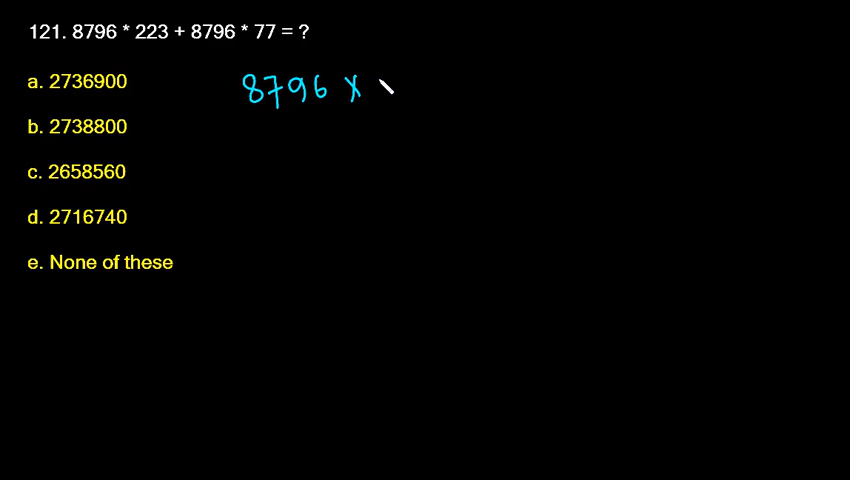 121. 8796 * 223 + 8796 * 77 = ?
a. 2736900
8796 ×
b. 2738800
c. 2658560
d. 2716740
e. None of these